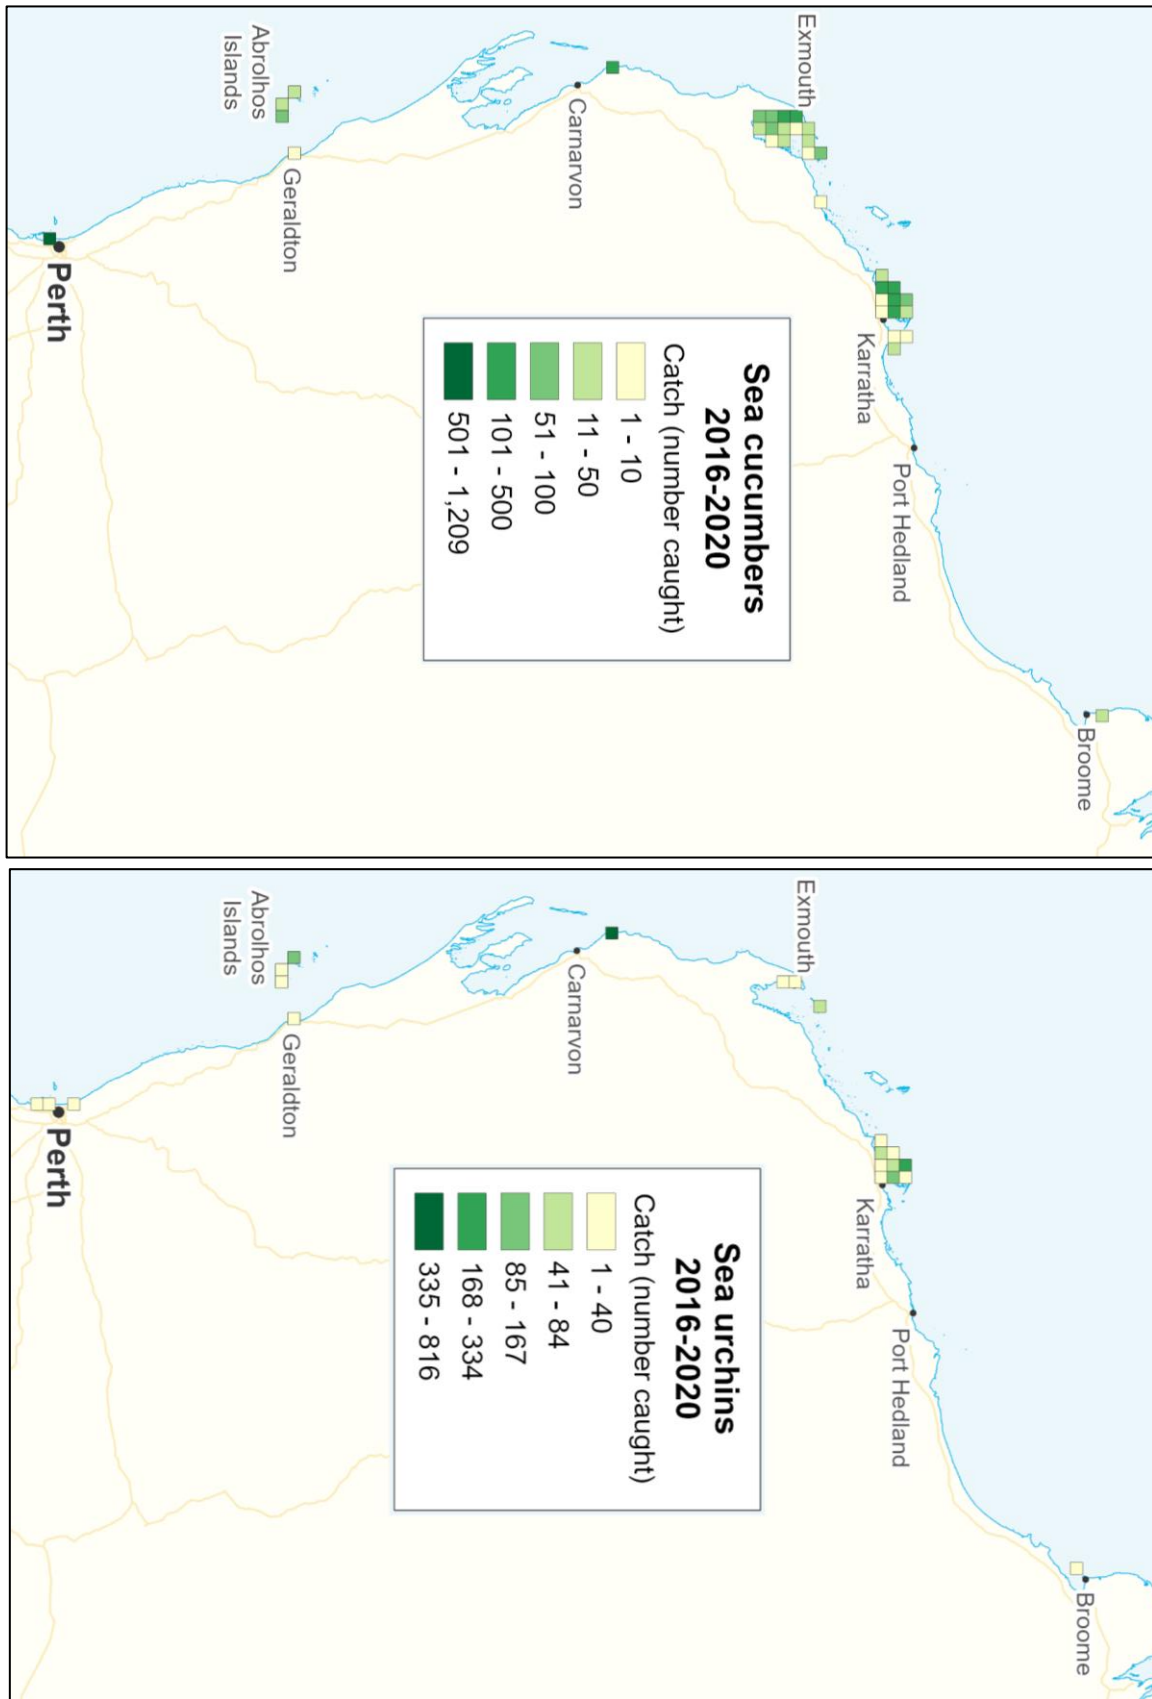 Exmouth
Abrolhos
Islands
Carnarvon
Geraldton
Perth
Karratha
Port Hedland
Broome
Sea cucumbers
2016-2020
Catch (number caught)
1 - 10
11 - 50
51 - 100
101 - 500
501 - 1,209
Exmouth
Abrolhos
Islands
Carnarvon
Geraldton
Perth
Karratha
Port Hedland
Broome
Sea urchins
2016-2020
Catch (number caught)
1 - 40
41 - 84
85 - 167
168 - 334
335 - 816